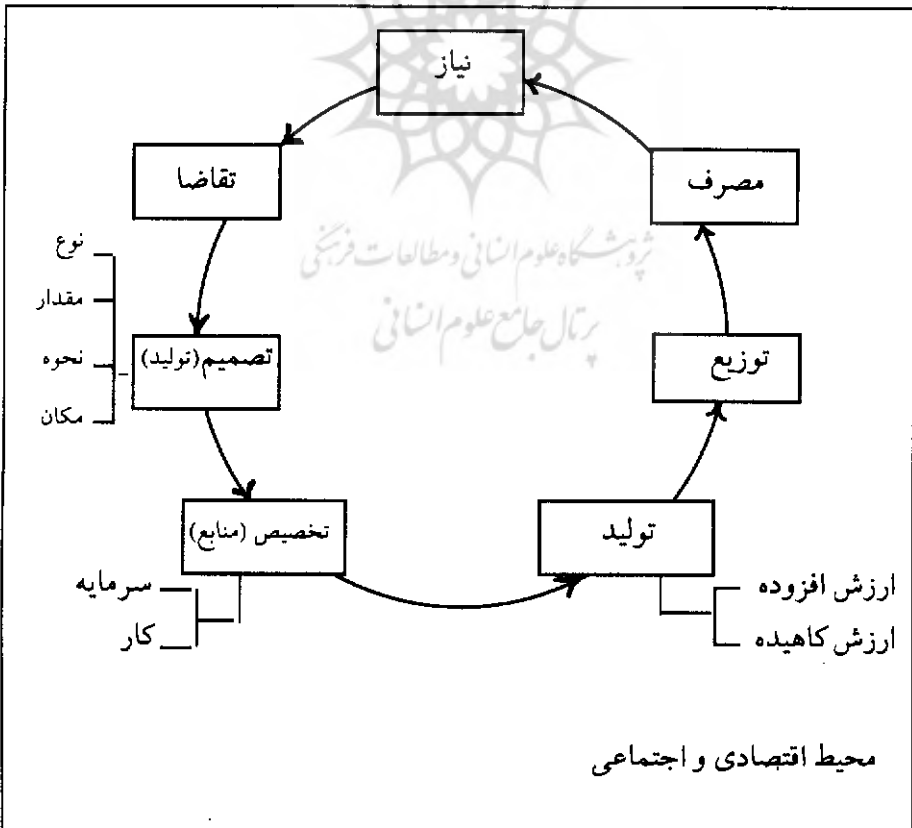 نیاز
تقاضا
مصرف
پژوهشگاه علوم انسانی و مطالعات فرهنگی
پرتال جامع علوم انسانی
نوع
مقدار
نحوه
مکان
تصمیم (تولید)
توزیع
تخصیص (منابع)
تولید
سرمایه
کار
ارزش افزوده
ارزش کاهیده
محیط اقتصادی و اجتماعی